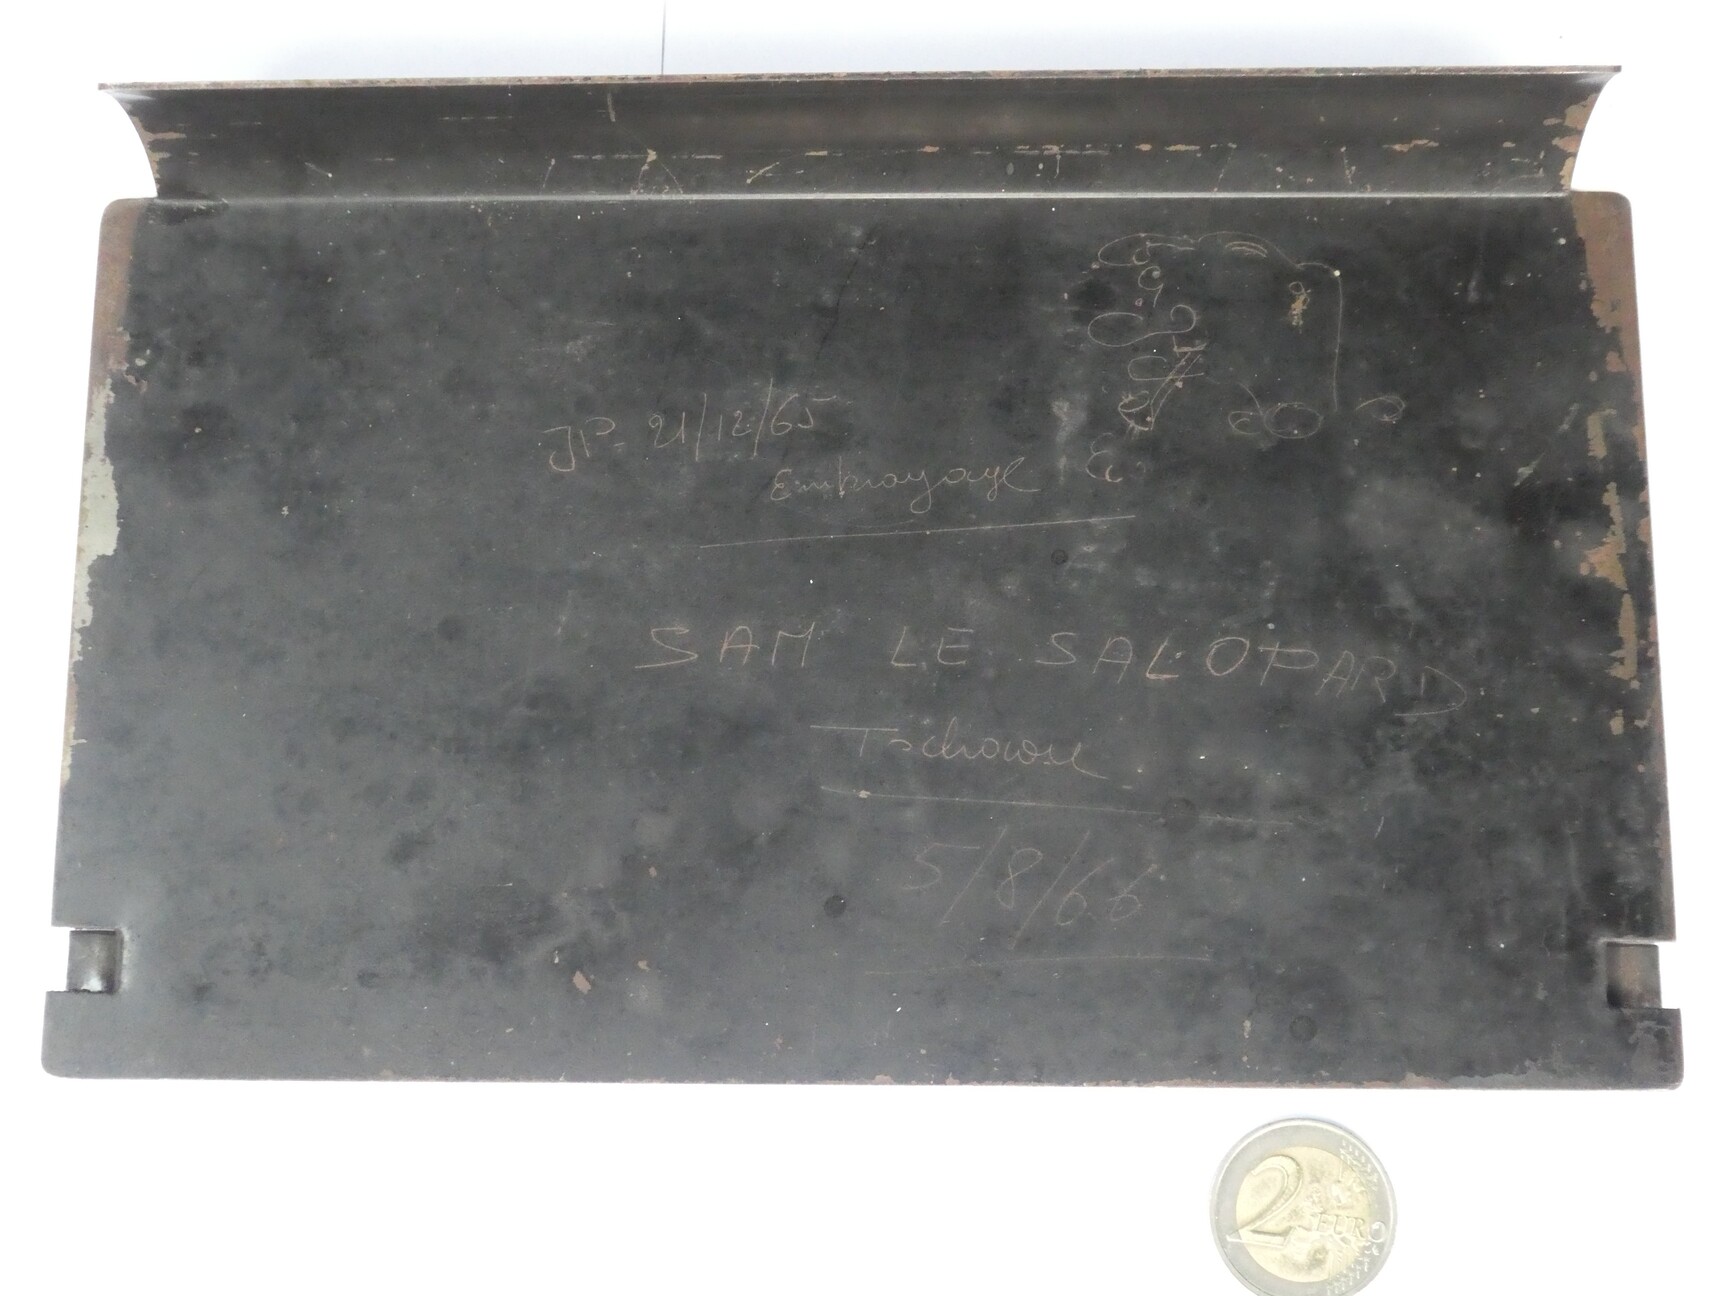 JP- 21/12/65
Embrayage
SAM LE SALOPARD
5/8/66
2 EURO